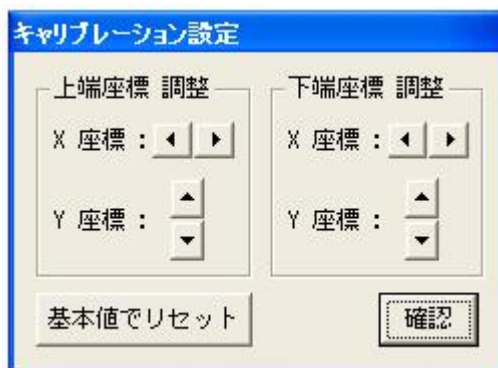 キャリブレーション設定
上端座標 調整
X 座標 :
Y 座標 :
下端座標 調整
X 座標 :
Y 座標 :
基本値でリセット
確認